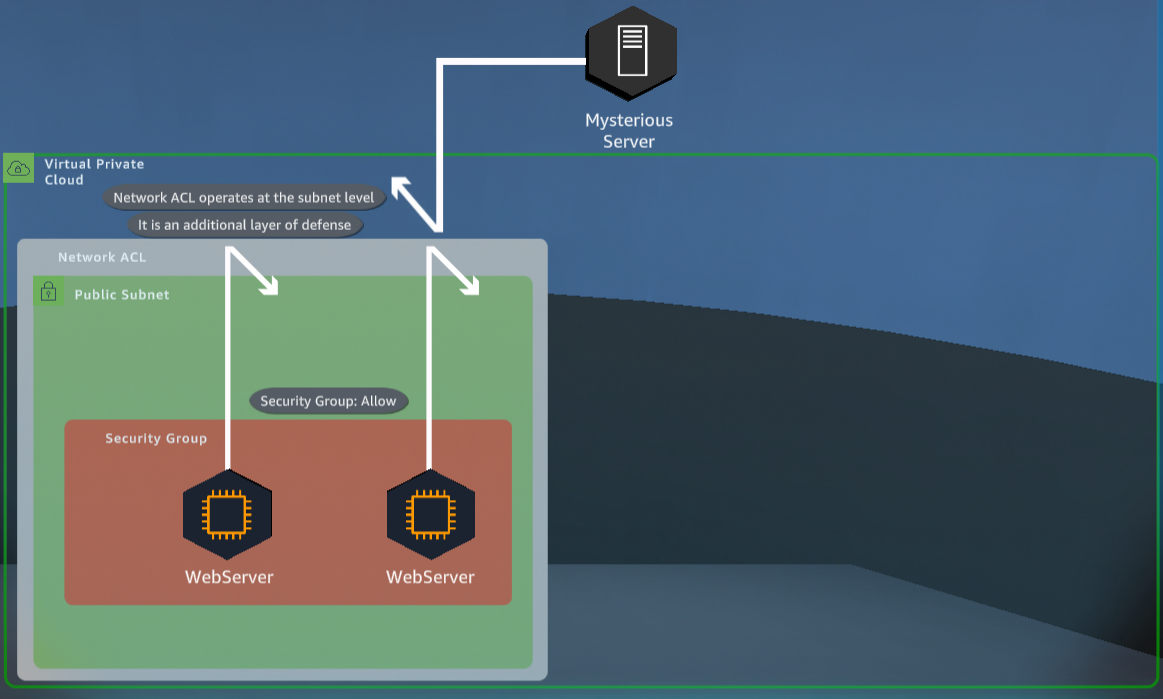 Mysterious
Server
Virtual Private
Cloud
Network ACL operates at the subnet level
It is an additional layer of defense
Network ACL
Public Subnet
Security Group: Allow
Security Group
WebServer
WebServer